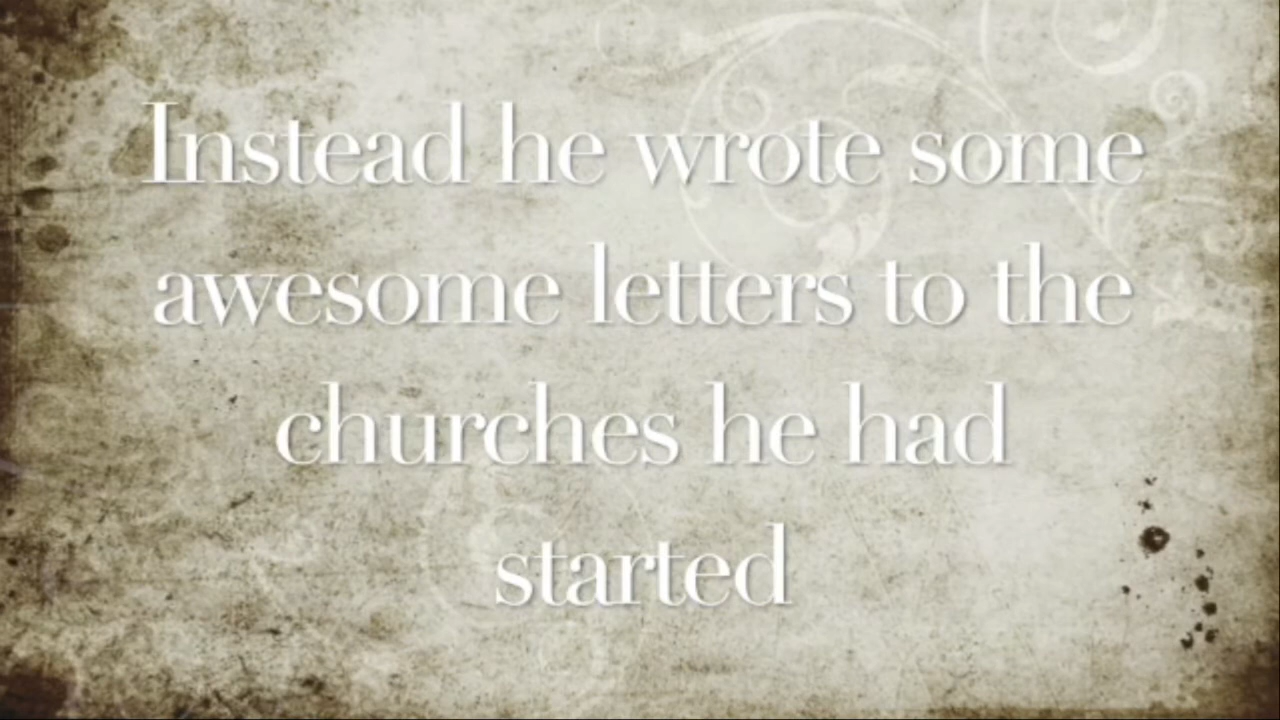 Instead he wrote some
awesome letters to the
churches he had
started